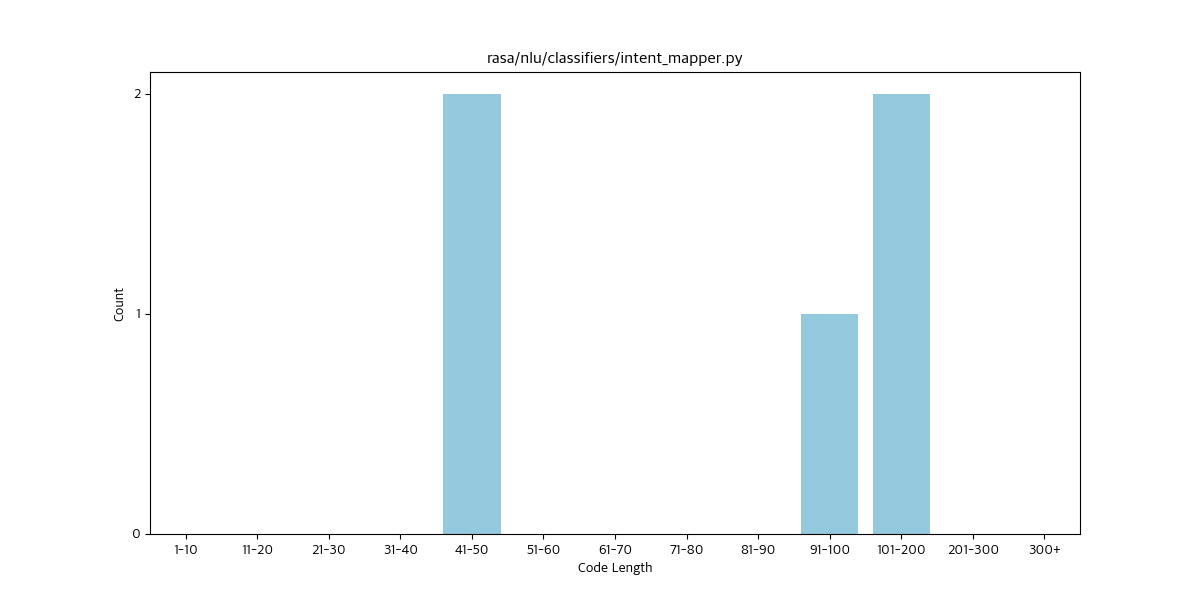 rasa/nlu/classifiers/intent_mapper.py
Count
2
1
0
1-10 11-20 21-30 31-40 41-50 51-60 61-70 71-80 81-90 91-100 101-200 201-300 300+
Code Length